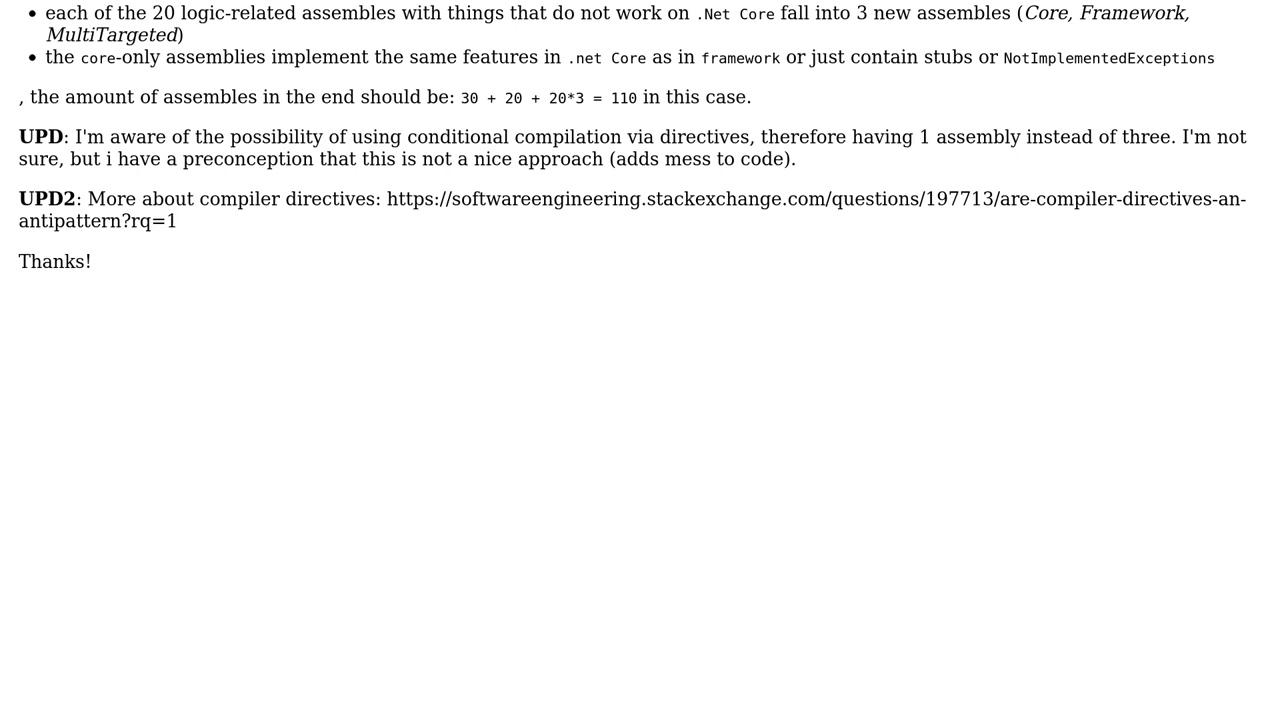 • each of the 20 logic-related assembles with things that do not work on .Net Core fall into 3 new assembles (Core, Framework,
MultiTargeted)
• the core-only assemblies implement the same features in .net Core as in framework or just contain stubs or NotImplementedExceptions
, the amount of assembles in the end should be: 30 + 20 + 20*3 = 110 in this case.
UPD: I'm aware of the possibility of using conditional compilation via directives, therefore having 1 assembly instead of three. I'm not
sure, but i have a preconception that this is not a nice approach (adds mess to code).
UPD2: More about compiler directives: https://softwareengineering.stackexchange.com/questions/197713/are-compiler-directives-an-
antipattern?rq=1
Thanks!